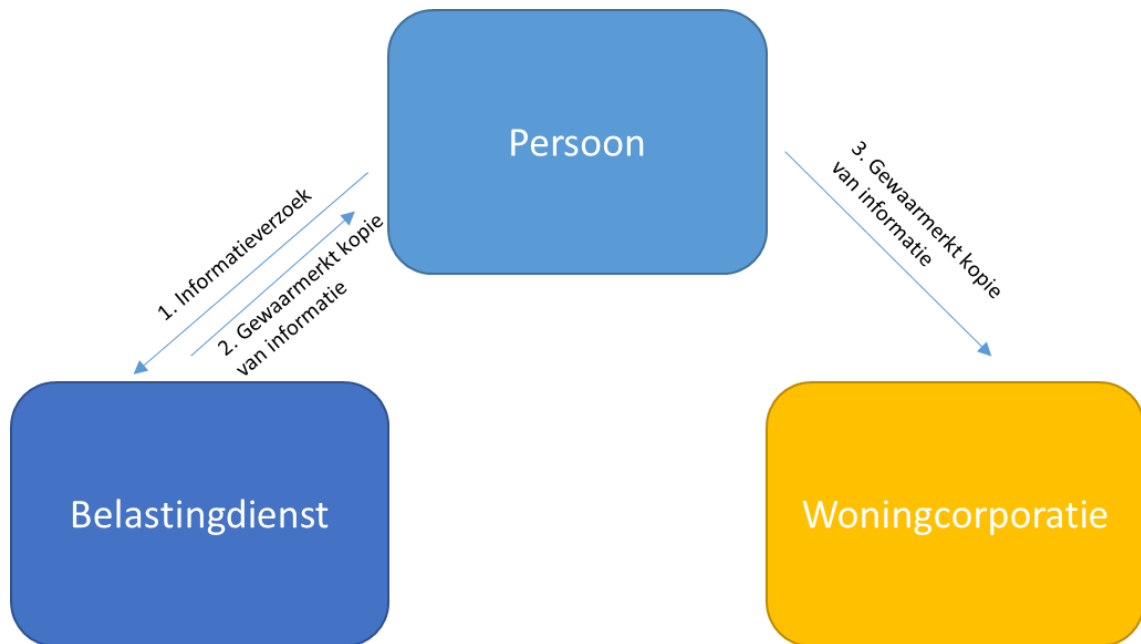 Persoon
1. Informatieverzoek
2. Gewaarmerkt kopie
van informatie
3. Gewaarmerkt kopie
van informatie
Belastingdienst
Woningcorporatie